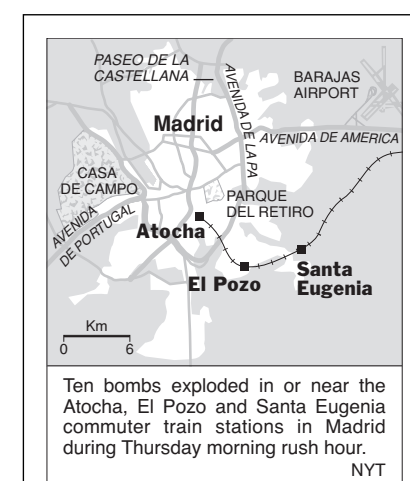 PASEO DE LA
CASTELLANA
AVENIDA DE LA PA
BARAJAS
AIRPORT
Madrid
AVENIDA DE AMERICA
CASA
DE CAMPO
PARQUE
DEL RETIRO
AVENIDA
DE PORTUGAL
Atocha
El Pozo
Santa
Eugenia
Km
0 6
Ten bombs exploded in or near the
Atocha, El Pozo and Santa Eugenia
commuter train stations in Madrid
during Thursday morning rush hour.
NYT